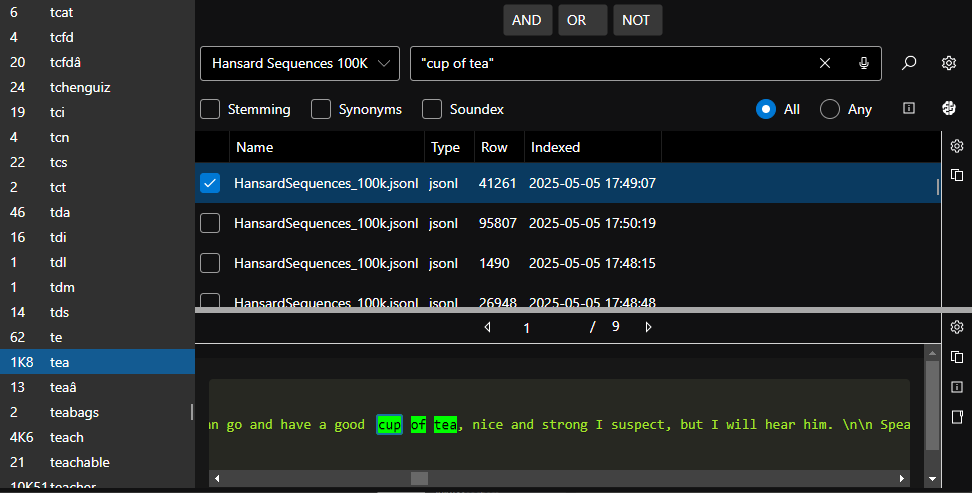 AND OR NOT
Hansard Sequences 100K "cup of tea"
Stemming Synonyms Soundex All Any
Name Type Row Indexed
HansardSequences_100k.jsonl jsonl 41261 2025-05-05 17:49:07
HansardSequences_100k.jsonl jsonl 95807 2025-05-05 17:50:19
HansardSequences_100k.jsonl jsonl 1490 2025-05-05 17:48:15
HansardSequences_100k.jsonl jsonl 26948 2025-05-05 17:48:48
1 / 9
an go and have a good cup of tea, nice and strong I suspect, but I will hear him. \n\n Spea
6 tcat
4 tcfd
20 tcfdâ
24 tchenguiz
19 tci
4 tcn
22 tcs
2 tct
46 tda
16 tdi
1 tdl
1 tdm
14 tds
62 te
1K8 tea
13 teaâ
2 teabags
4K6 teach
21 teachable
10K51 teacher